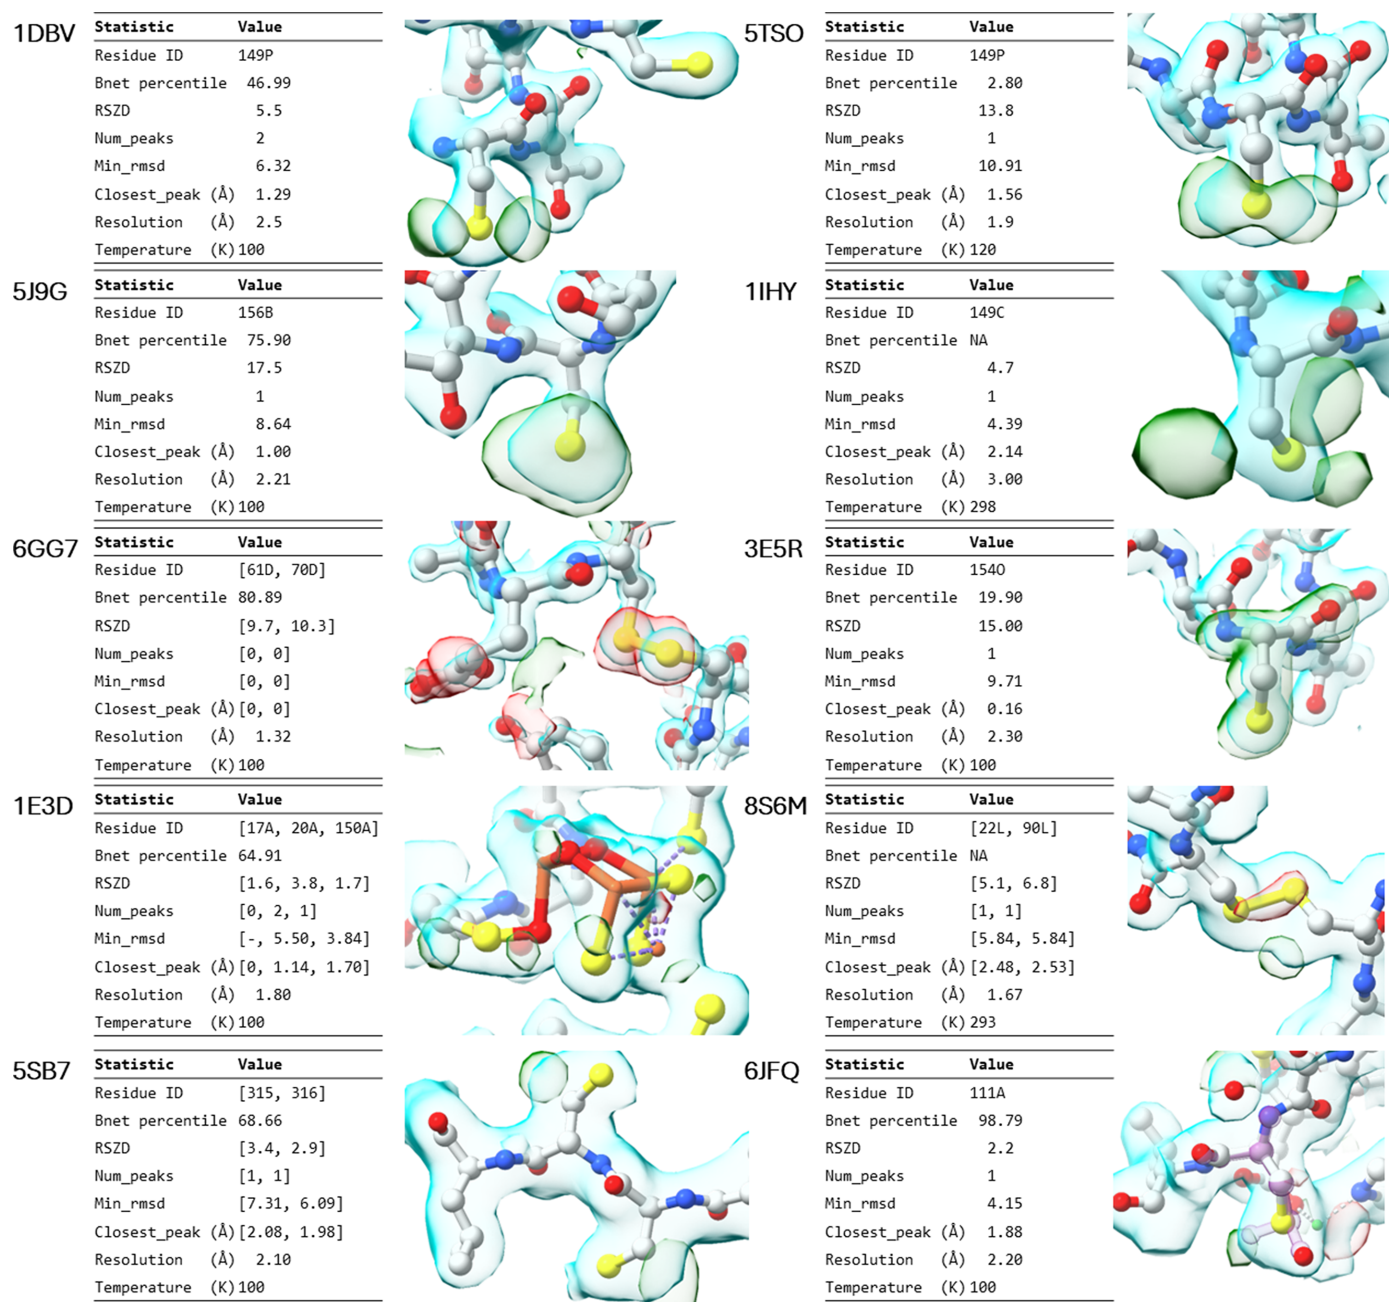 1DBV
Statistic Value
Residue ID 149P
Bnet percentile 46.99
RSZD 5.5
Num_peaks 2
Min_rmsd 6.32
Closest_peak (Å) 1.29
Resolution (Å) 2.5
Temperature (K) 100
5TSO
Statistic Value
Residue ID 149P
Bnet percentile 2.80
RSZD 13.8
Num_peaks 1
Min_rmsd 10.91
Closest_peak (Å) 1.56
Resolution (Å) 1.9
Temperature (K) 120
5J9G
Statistic Value
Residue ID 156B
Bnet percentile 75.90
RSZD 17.5
Num_peaks 1
Min_rmsd 8.64
Closest_peak (Å) 1.00
Resolution (Å) 2.21
Temperature (K) 100
1IHY
Statistic Value
Residue ID 149C
Bnet percentile NA
RSZD 4.7
Num_peaks 1
Min_rmsd 4.39
Closest_peak (Å) 2.14
Resolution (Å) 3.00
Temperature (K) 298
6GG7
Statistic Value
Residue ID [61D, 70D]
Bnet percentile 80.89
RSZD [9.7, 10.3]
Num_peaks [0, 0]
Min_rmsd [0, 0]
Closest_peak (Å) [0, 0]
Resolution (Å) 1.32
Temperature (K) 100
3E5R
Statistic Value
Residue ID 154O
Bnet percentile 19.90
RSZD 15.00
Num_peaks 1
Min_rmsd 9.71
Closest_peak (Å) 0.16
Resolution (Å) 2.30
Temperature (K) 100
1E3D
Statistic Value
Residue ID [17A, 20A, 150A]
Bnet percentile 64.91
RSZD [1.6, 3.8, 1.7]
Num_peaks [0, 2, 1]
Min_rmsd [-, 5.50, 3.84]
Closest_peak (Å) [0, 1.14, 1.70]
Resolution (Å) 1.80
Temperature (K) 100
8S6M
Statistic Value
Residue ID [22L, 90L]
Bnet percentile NA
RSZD [5.1, 6.8]
Num_peaks [1, 1]
Min_rmsd [5.84, 5.84]
Closest_peak (Å) [2.48, 2.53]
Resolution (Å) 1.67
Temperature (K) 293
5SB7
Statistic Value
Residue ID [315, 316]
Bnet percentile 68.66
RSZD [3.4, 2.9]
Num_peaks [1, 1]
Min_rmsd [7.31, 6.09]
Closest_peak (Å) [2.08, 1.98]
Resolution (Å) 2.10
Temperature (K) 100
6JFQ
Statistic Value
Residue ID 111A
Bnet percentile 98.79
RSZD 2.2
Num_peaks 1
Min_rmsd 4.15
Closest_peak (Å) 1.88
Resolution (Å) 2.20
Temperature (K) 100